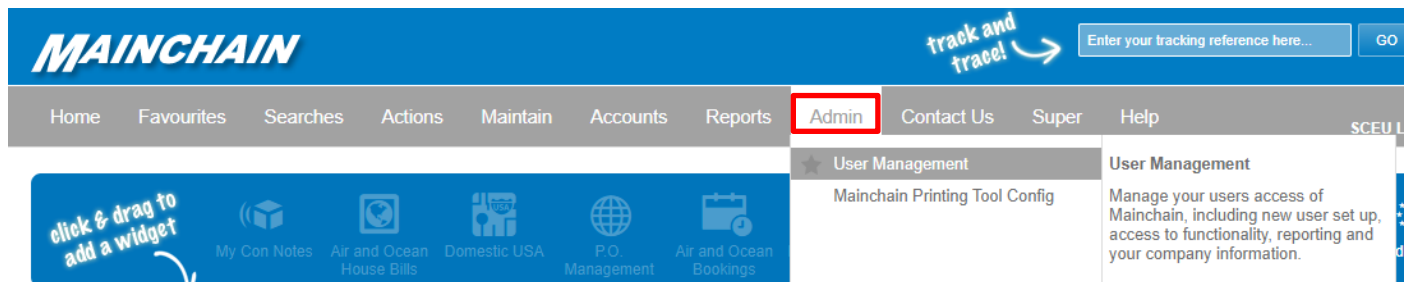 MAINCHAIN
track and
trace!
Enter your tracking reference here...
GO
Home Favourites Searches Actions Maintain Accounts Reports Admin Contact Us Super Help
SCEU L
User Management
Mainchain Printing Tool Config
User Management
Manage your users access of
Mainchain, including new user set up,
access to functionality, reporting and
your company information.
click & drag to
add a widget
My Con Notes
Air and Ocean
House Bills
Domestic USA
P.O.
Management
Air and Ocean
Bookings